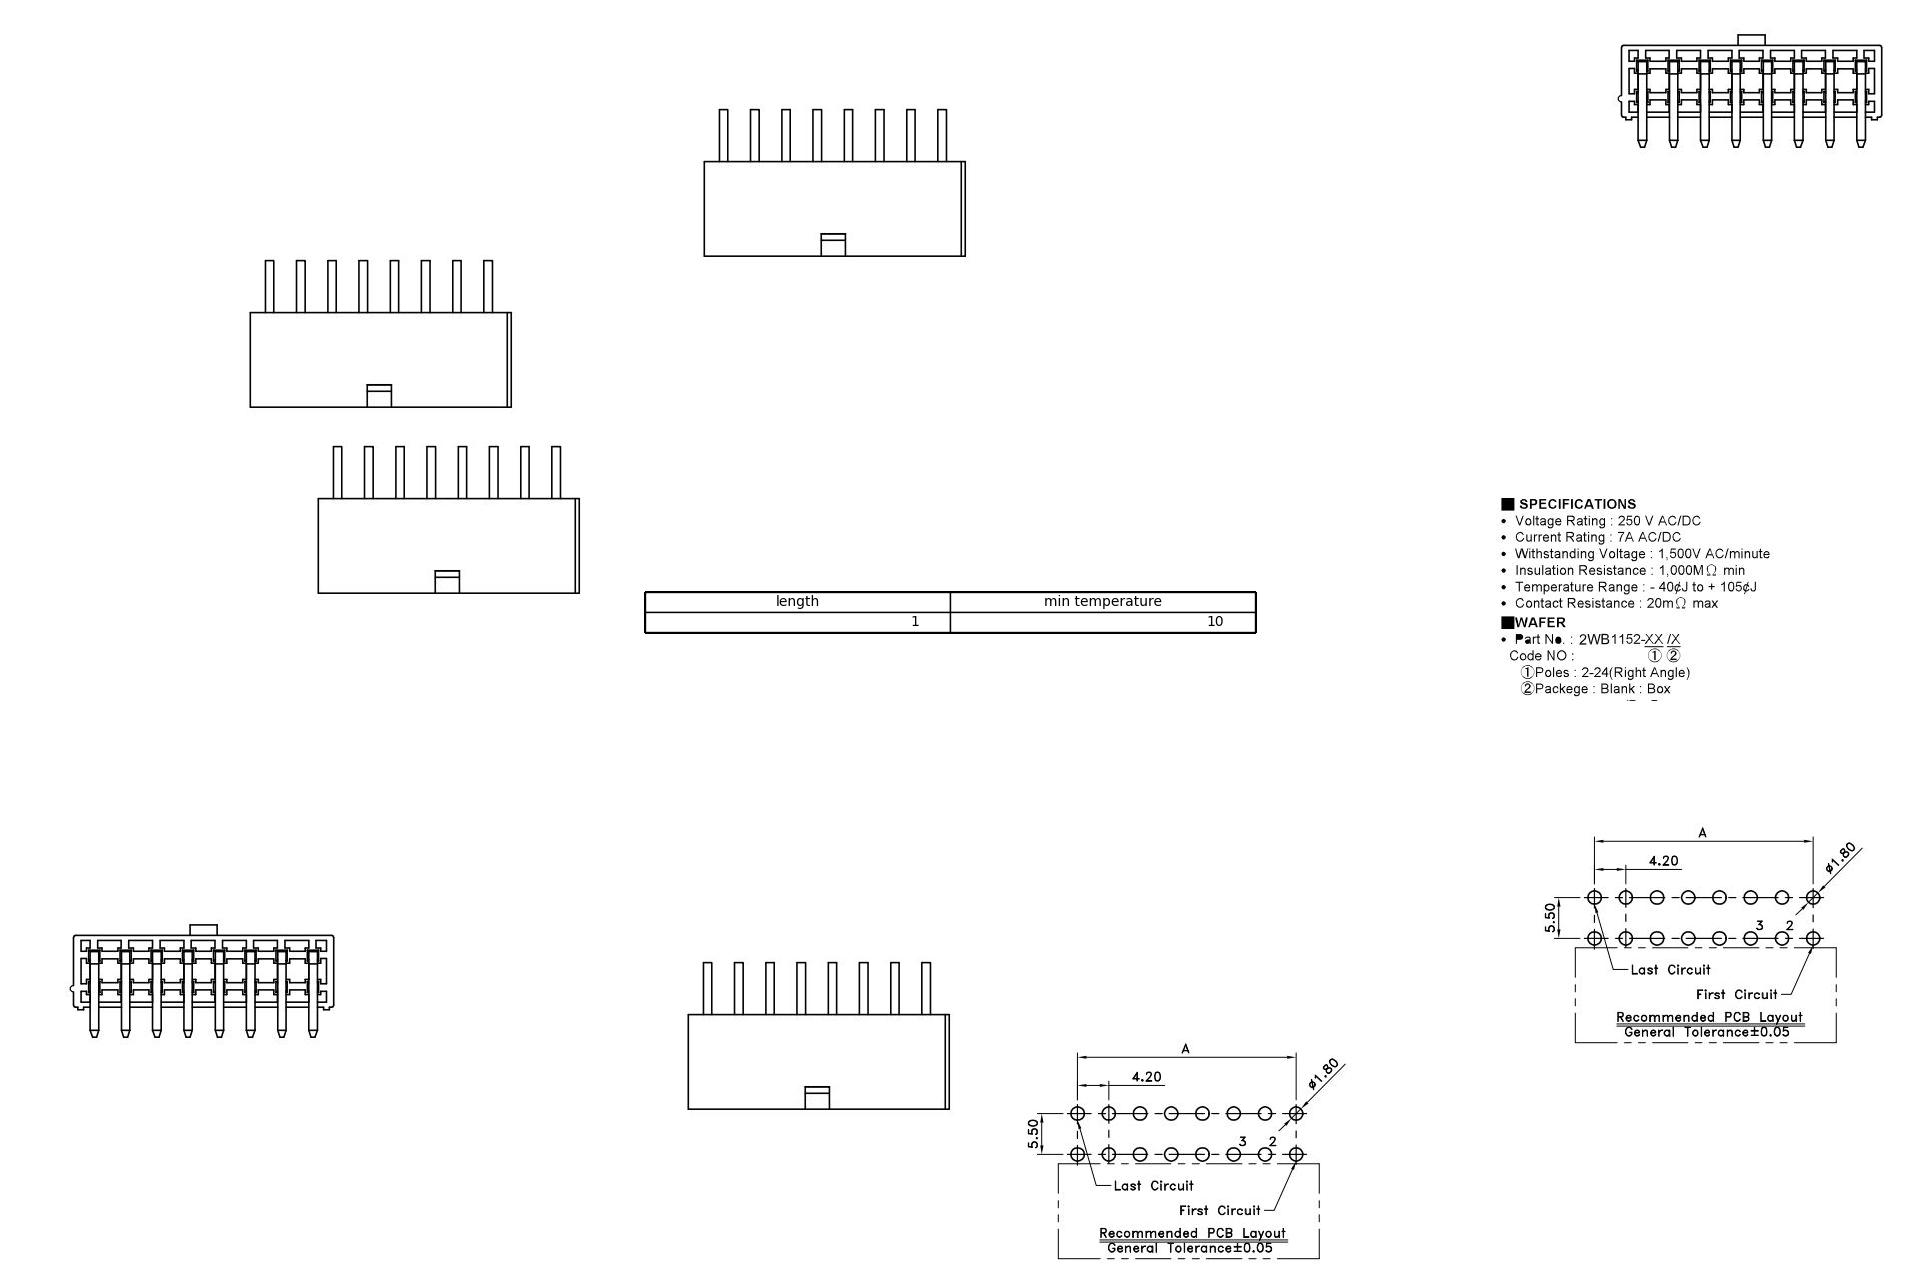 length min temperature
1 10
■ SPECIFICATIONS
• Voltage Rating : 250 V AC/DC
• Current Rating : 7A AC/DC
• Withstanding Voltage : 1,500V AC/minute
• Insulation Resistance : 1,000MΩ min
• Temperature Range : - 40¢J to + 105¢J
• Contact Resistance : 20mΩ max
■WAFER
• Part No. : 2WB1152-XX /X
Code NO : ① ②
①Poles : 2-24(Right Angle)
②Packege : Blank : Box
A
4.20
ø1.80
5.50
3 2
Last Circuit
First Circuit
Recommended PCB Layout
General Tolerance±0.05
A
4.20
ø1.80
5.50
3 2
Last Circuit
First Circuit
Recommended PCB Layout
General Tolerance±0.05